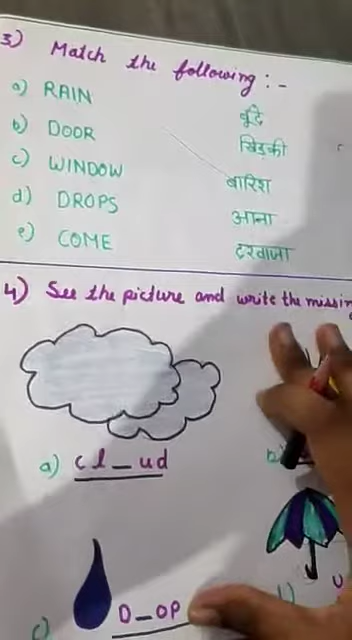 3) Match the following :-
a) RAIN बूंदे
b) DOOR खिड़की
c) WINDOW बारिश
d) DROPS आना
e) COME दरवाजा
4) See the picture and write the missin
a) cl_ud
b)
c) D_OP